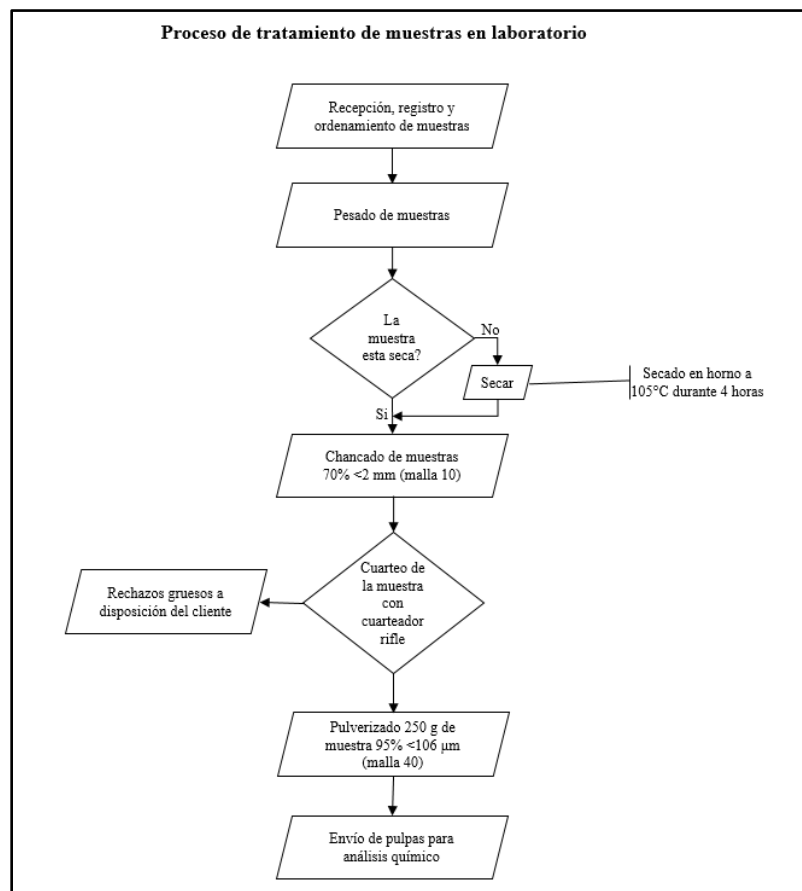 Proceso de tratamiento de muestras en laboratorio
Recepción, registro y
ordenamiento de muestras
Pesado de muestras
La
muestra
esta seca?
No
Secar
Secado en horno a
105°C durante 4 horas
Si
Chancado de muestras
70% <2 mm (malla 10)
Cuarteo de
la muestra
con
cuarteador
rifle
Rechazos gruesos a
disposición del cliente
Pulverizado 250 g de
muestra 95% <106 µm
(malla 40)
Envío de pulpas para
análisis químico